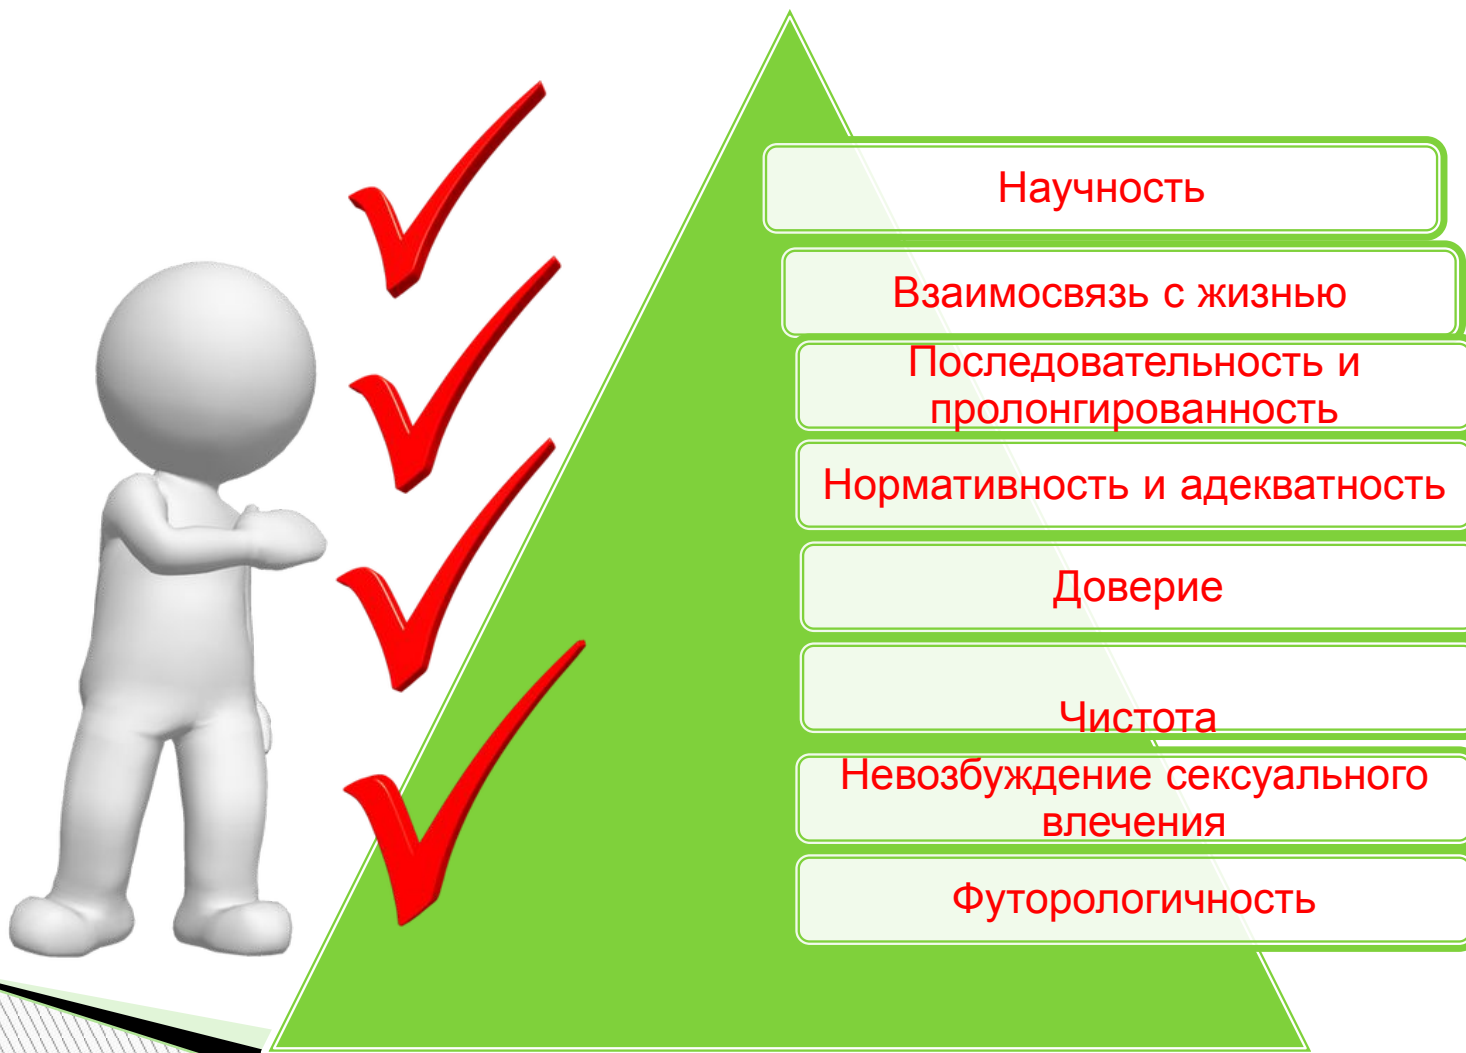 Научность
Взаимосвязь с жизнью
Последовательность и
пролонгированность
Нормативность и адекватность
Доверие
Чистота
Невозбуждение сексуального
влечения
Футорологичность